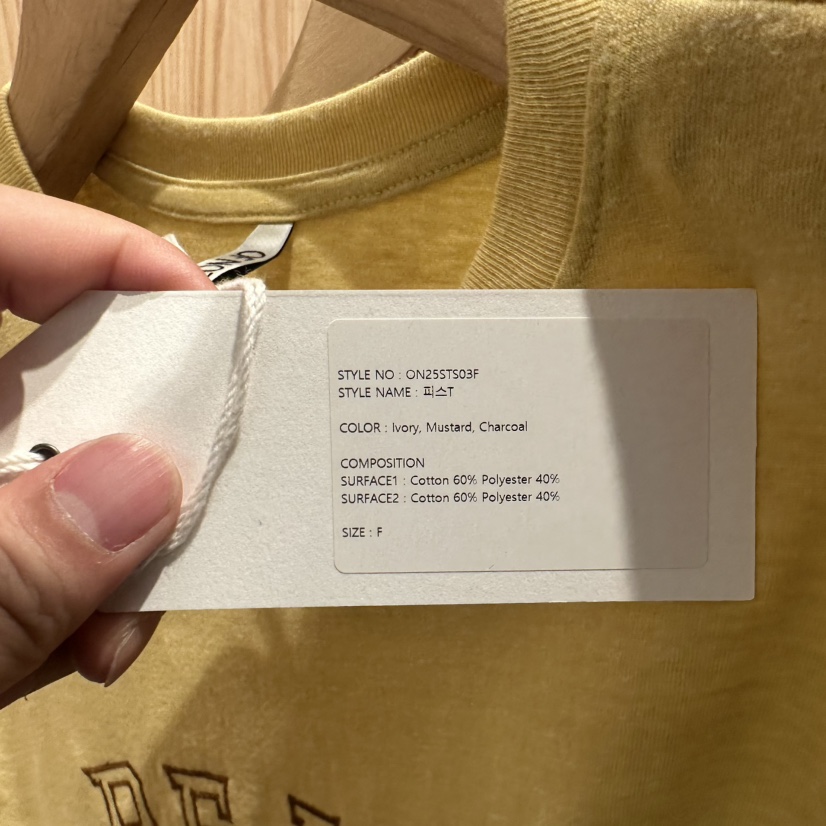 STYLE NO : ON25STS03F
STYLE NAME : 피스T
COLOR : Ivory, Mustard, Charcoal
COMPOSITION
SURFACE1 : Cotton 60% Polyester 40%
SURFACE2 : Cotton 60% Polyester 40%
SIZE : F